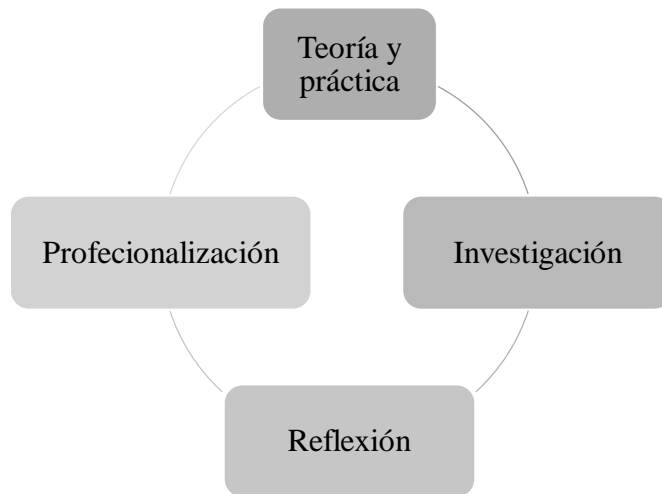 Teoría y
práctica
Profecionalización
Investigación
Reflexión